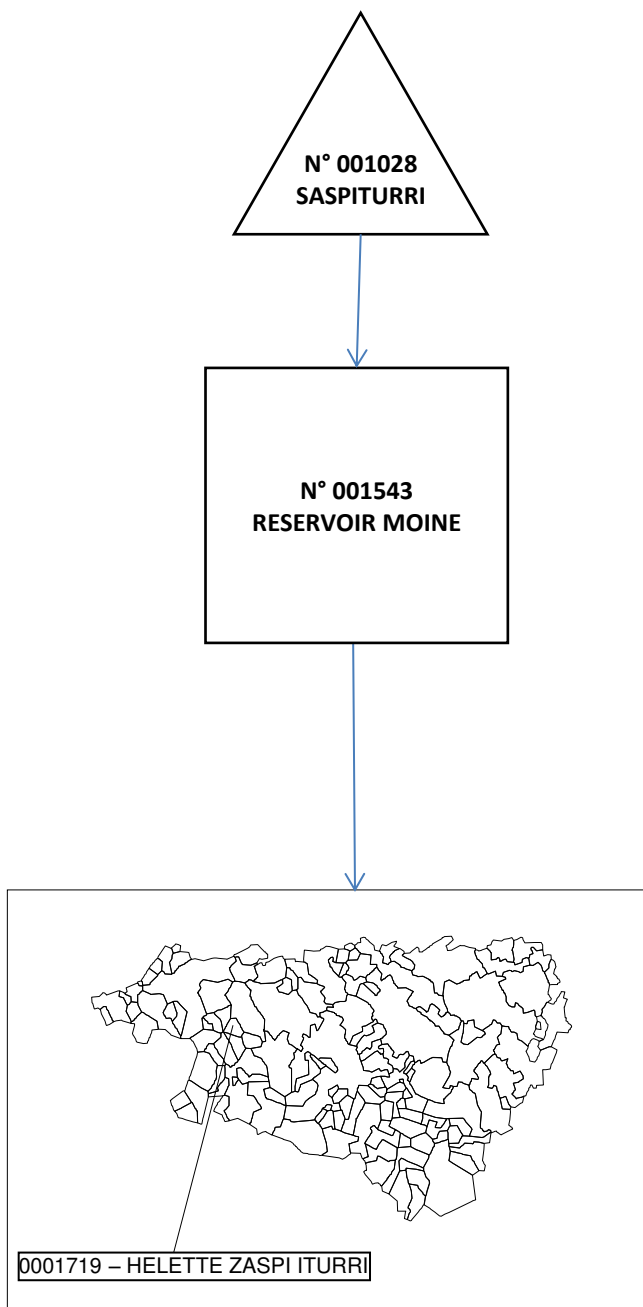 N° 001028
SASPITURRI
N° 001543
RESERVOIR MOINE
0001719 – HELETTE ZASPI ITURRI